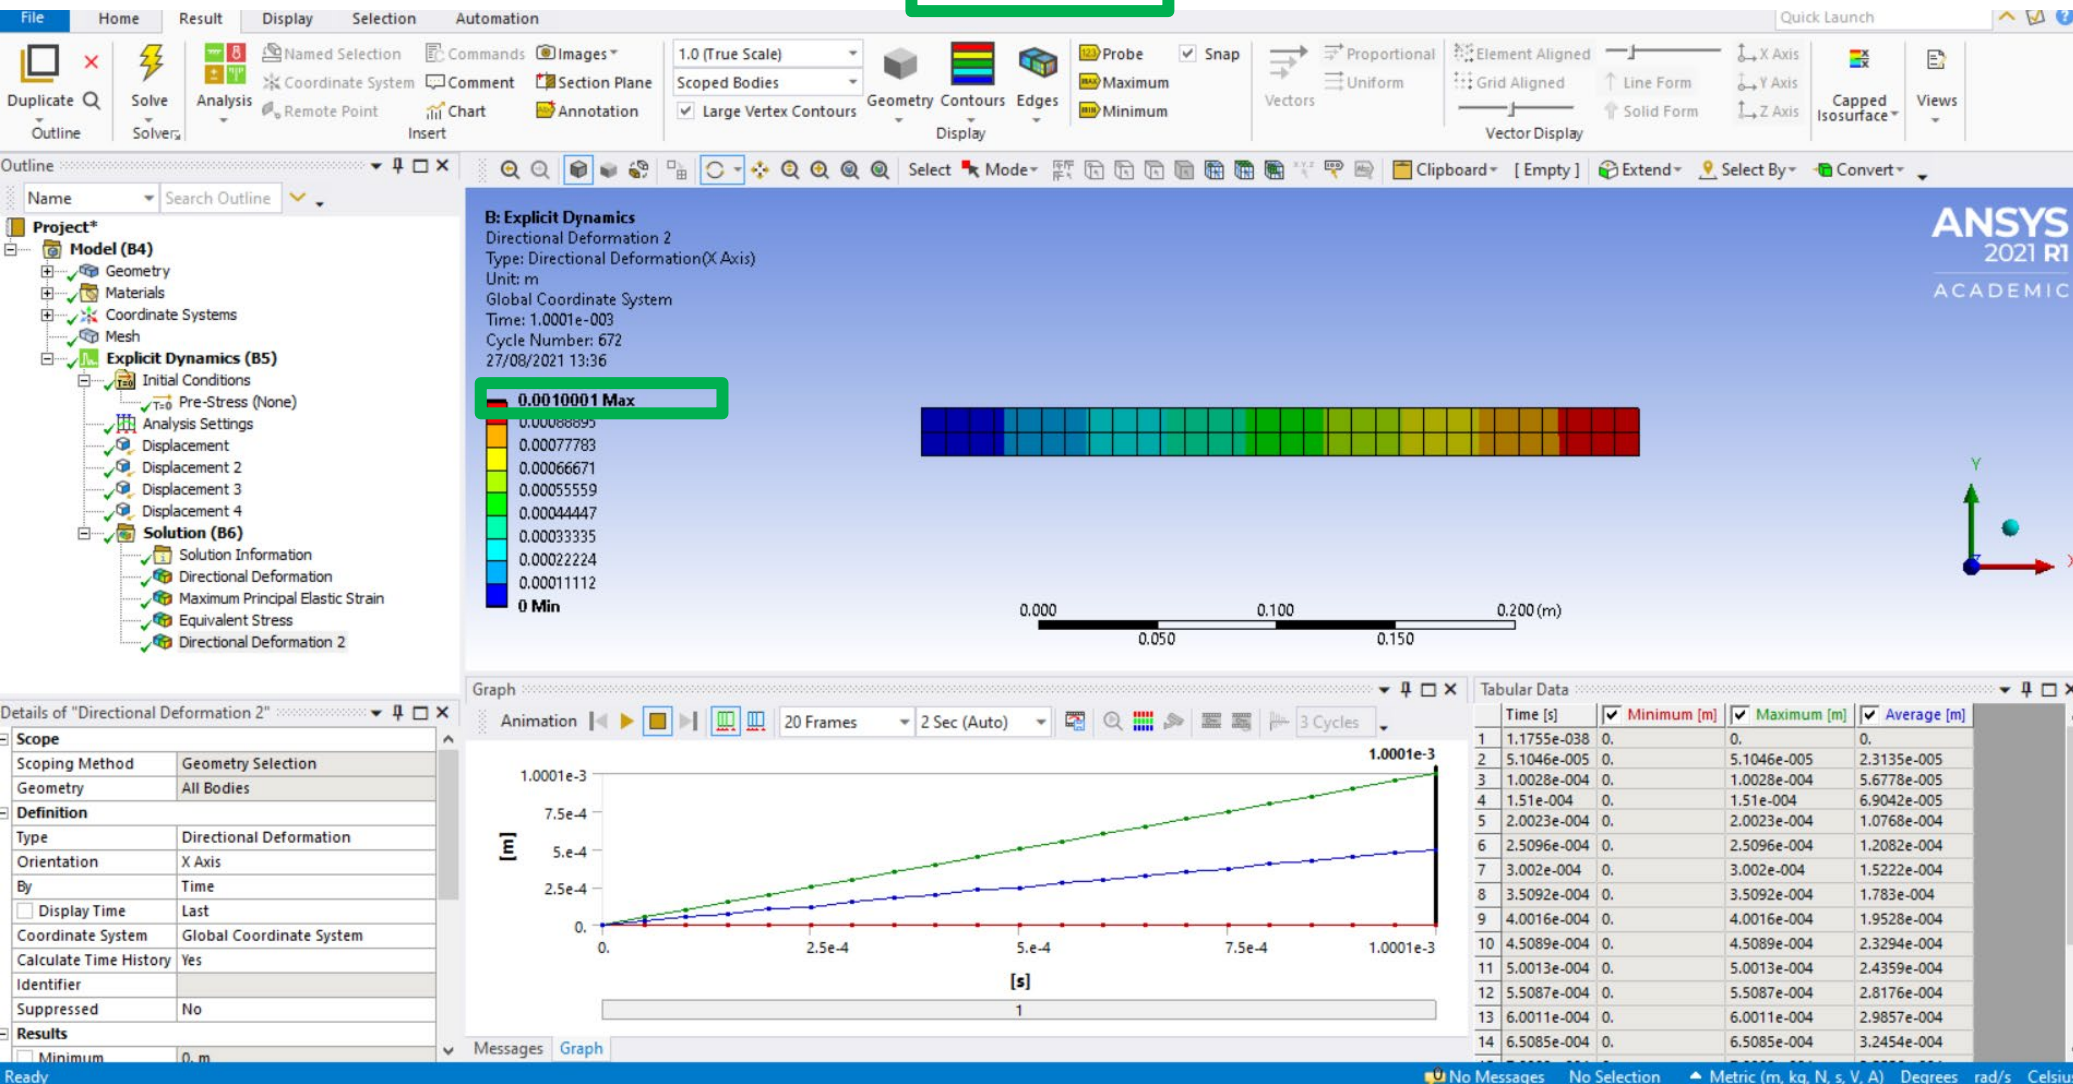 File Home Result Display Selection Automation Quick Launch
Duplicate Outline
Solve
Analysis
Named Selection Commands Images
Coordinate System Comment Section Plane
Remote Point Chart Annotation
Insert
1.0 (True Scale)
Scoped Bodies
Large Vertex Contours
Geometry Contours Edges
Display
Probe Snap
Maximum
Minimum
Vectors
Proportional
Uniform
Element Aligned
Grid Aligned
Line Form
Solid Form
X Axis
Y Axis
Z Axis
Vector Display
Capped Isosurface
Views
Outline
Name Search Outline
Select Mode Clipboard [ Empty ] Extend Select By Convert
Project*
Model (B4)
Geometry
Materials
Coordinate Systems
Mesh
Explicit Dynamics (B5)
Initial Conditions
T=0
Pre-Stress (None)
Analysis Settings
Displacement
Displacement 2
Displacement 3
Displacement 4
Solution (B6)
Solution Information
Directional Deformation
Maximum Principal Elastic Strain
Equivalent Stress
Directional Deformation 2
B: Explicit Dynamics
Directional Deformation 2
Type: Directional Deformation(X Axis)
Unit: m
Global Coordinate System
Time: 1.0001e-003
Cycle Number: 672
27/08/2021 13:36
0.0010001 Max
0.00088895
0.00077783
0.00066671
0.00055559
0.00044447
0.00033335
0.00022224
0.00011112
0 Min
ANSYS
2021 R1
ACADEMIC
Y
Z
X
0.000 0.100 0.200 (m)
0.050 0.150
Details of "Directional Deformation 2"
Scope
Scoping Method Geometry Selection
Geometry All Bodies
Definition
Type Directional Deformation
Orientation X Axis
By Time
Display Time Last
Coordinate System Global Coordinate System
Calculate Time History Yes
Identifier
Suppressed No
Results
Minimum 0. m
Graph
Animation 20 Frames 2 Sec (Auto) 3 Cycles
1.0001e-3
1.0001e-3
7.5e-4
5.e-4
2.5e-4
0.
[m]
0. 2.5e-4 5.e-4 7.5e-4 1.0001e-3
[s]
1
Messages Graph
Tabular Data
Time [s] Minimum [m] Maximum [m] Average [m]
1 1.1755e-038 0. 0. 0.
2 5.1046e-005 0. 5.1046e-005 2.3135e-005
3 1.0028e-004 0. 1.0028e-004 5.6778e-005
4 1.51e-004 0. 1.51e-004 6.9042e-005
5 2.0023e-004 0. 2.0023e-004 1.0768e-004
6 2.5096e-004 0. 2.5096e-004 1.2082e-004
7 3.002e-004 0. 3.002e-004 1.5222e-004
8 3.5092e-004 0. 3.5092e-004 1.783e-004
9 4.0016e-004 0. 4.0016e-004 1.9528e-004
10 4.5089e-004 0. 4.5089e-004 2.3294e-004
11 5.0013e-004 0. 5.0013e-004 2.4359e-004
12 5.5087e-004 0. 5.5087e-004 2.8176e-004
13 6.0011e-004 0. 6.0011e-004 2.9857e-004
14 6.5085e-004 0. 6.5085e-004 3.2454e-004
Ready No Messages No Selection Metric (m, kg, N, s, V, A) Degrees rad/s